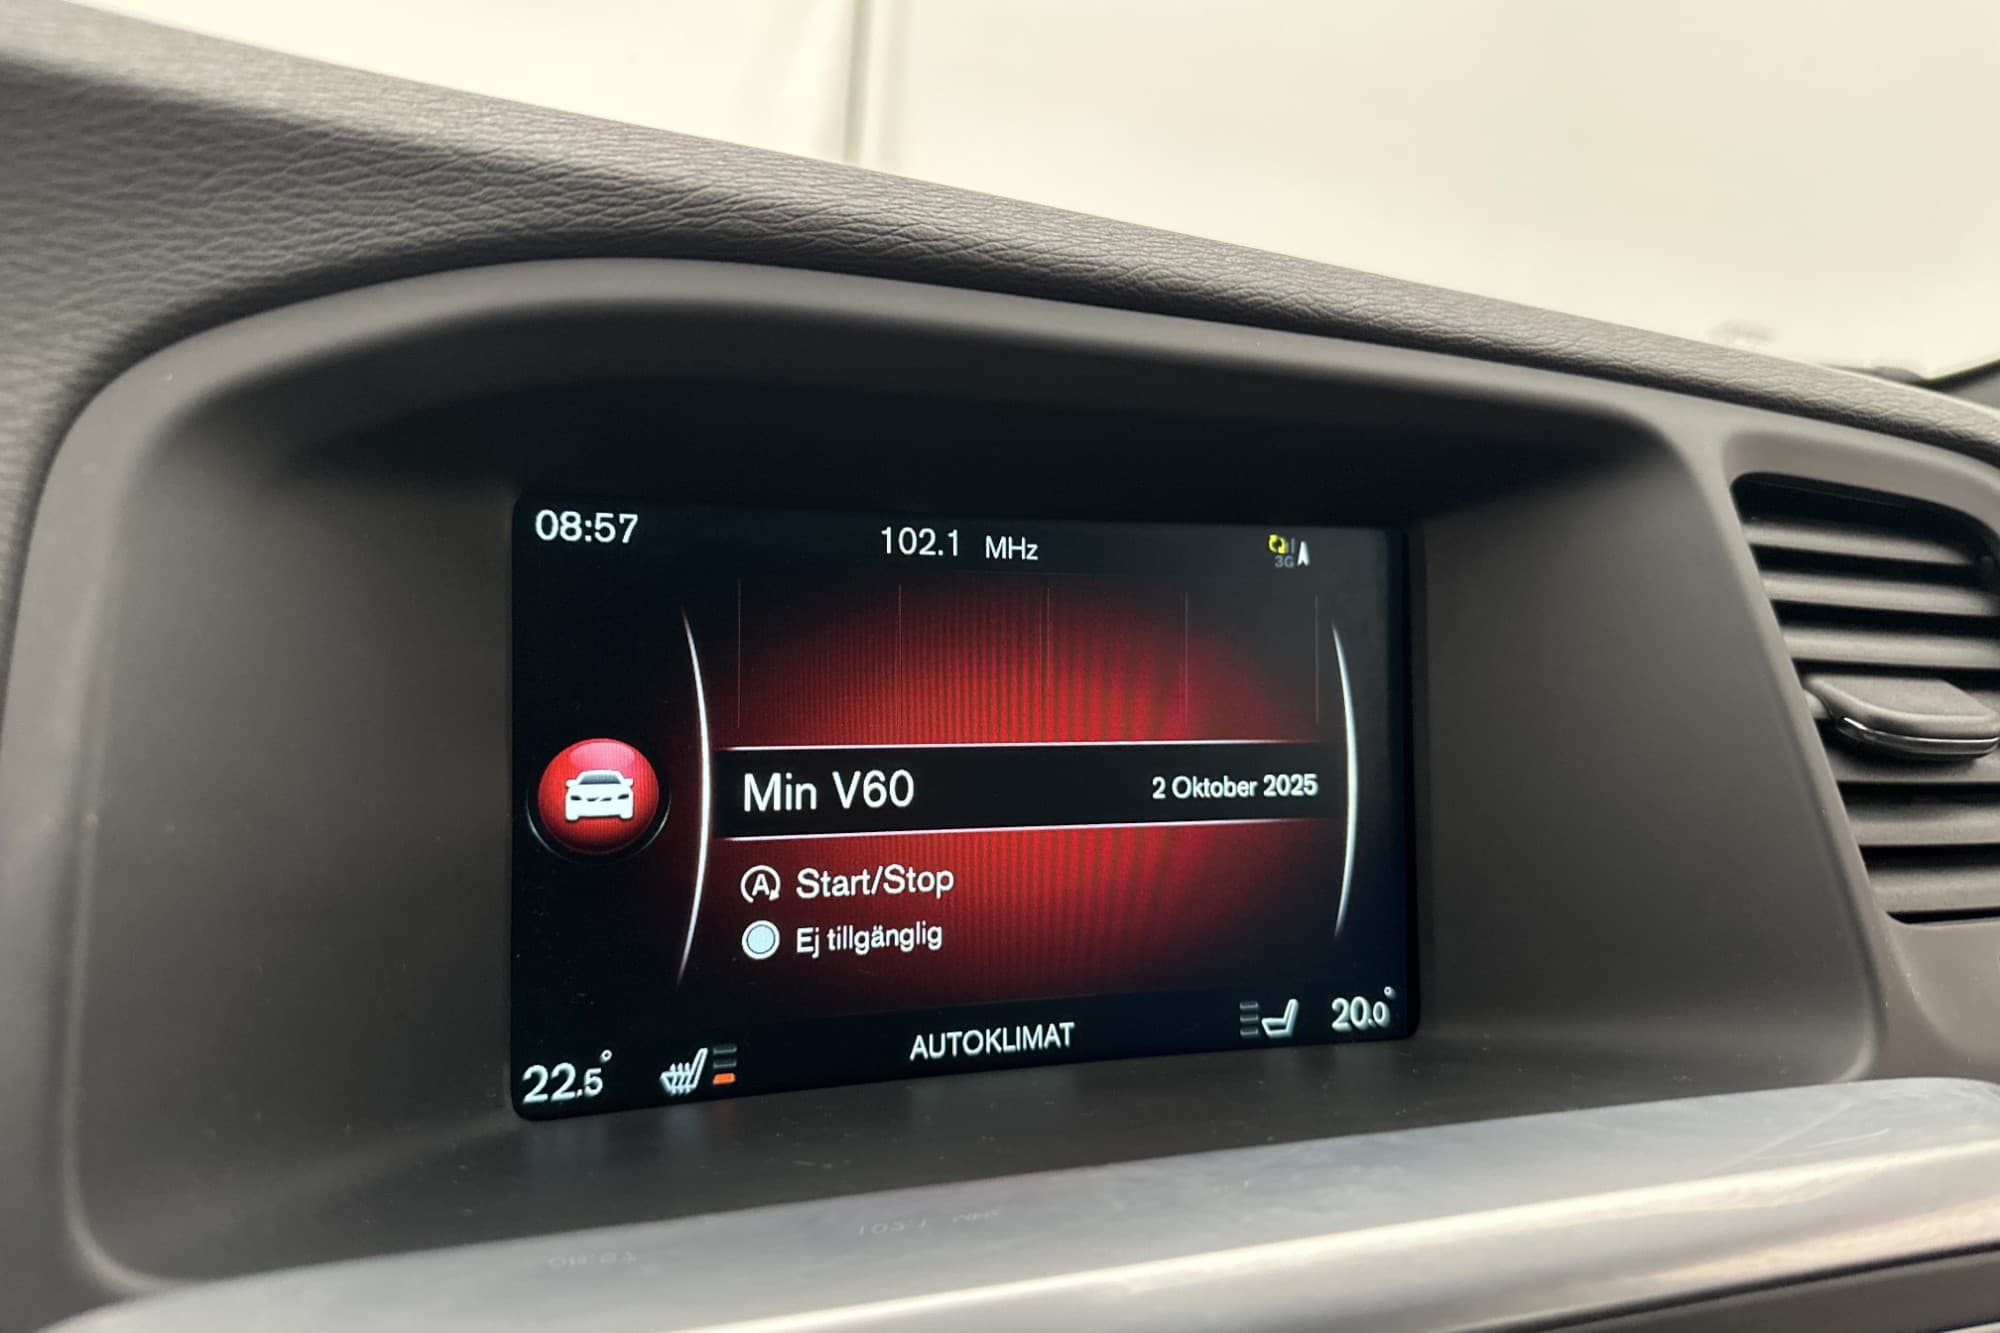 08:57
102.1 MHz
3G
Min V60
2 Oktober 2025
A Start/Stop
Ej tillgänglig
22.5°
AUTOKLIMAT
20.0°